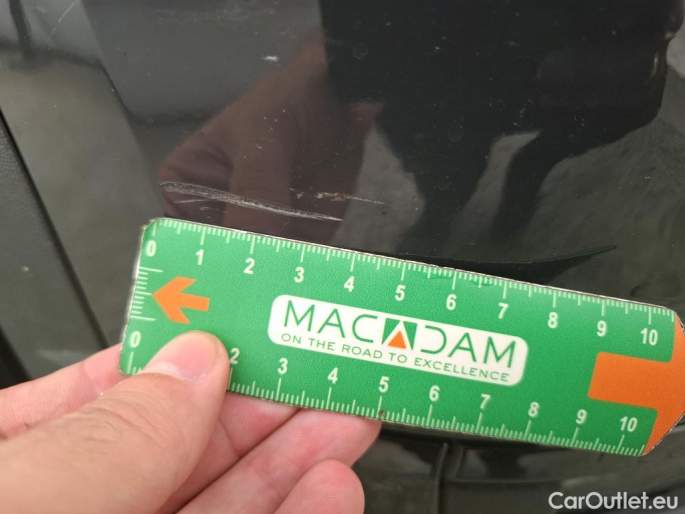 0 1 2 3 4 5 6 7 8 9 10
MACADAM
ON THE ROAD TO EXCELLENCE
0 2 3 4 5 6 7 8 9 10
CarOutlet.eu